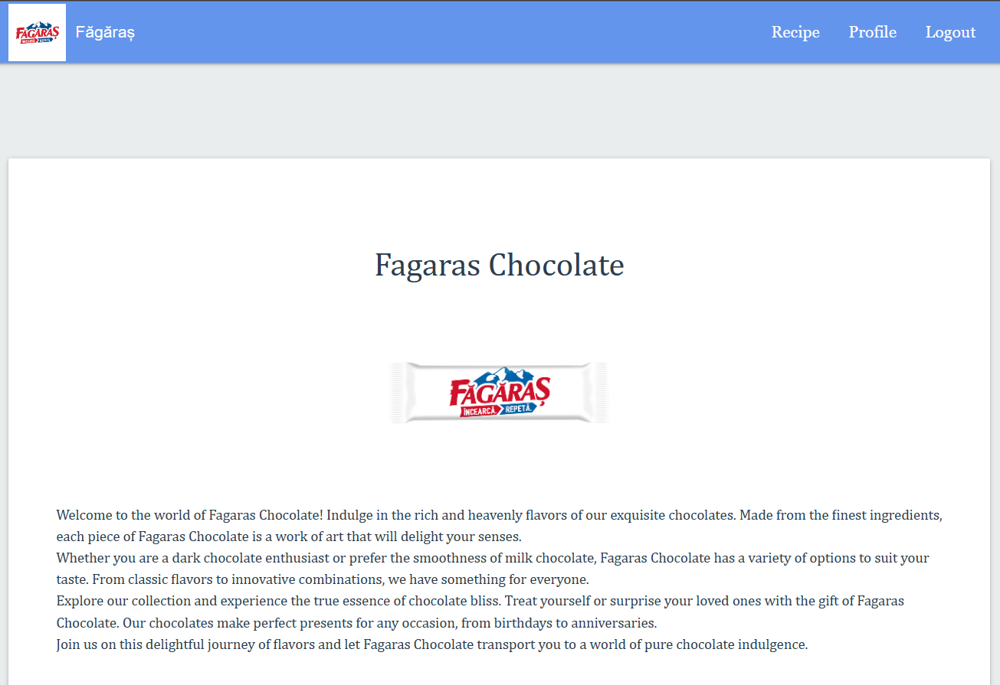 FĂGĂRAȘ
ÎNCEARCĂ. REPETĂ.
Făgăraș
Recipe
Profile
Logout
Fagaras Chocolate
FĂGĂRAȘ
ÎNCEARCĂ. REPETĂ.
Welcome to the world of Fagaras Chocolate! Indulge in the rich and heavenly flavors of our exquisite chocolates. Made from the finest ingredients,
each piece of Fagaras Chocolate is a work of art that will delight your senses.
Whether you are a dark chocolate enthusiast or prefer the smoothness of milk chocolate, Fagaras Chocolate has a variety of options to suit your
taste. From classic flavors to innovative combinations, we have something for everyone.
Explore our collection and experience the true essence of chocolate bliss. Treat yourself or surprise your loved ones with the gift of Fagaras
Chocolate. Our chocolates make perfect presents for any occasion, from birthdays to anniversaries.
Join us on this delightful journey of flavors and let Fagaras Chocolate transport you to a world of pure chocolate indulgence.